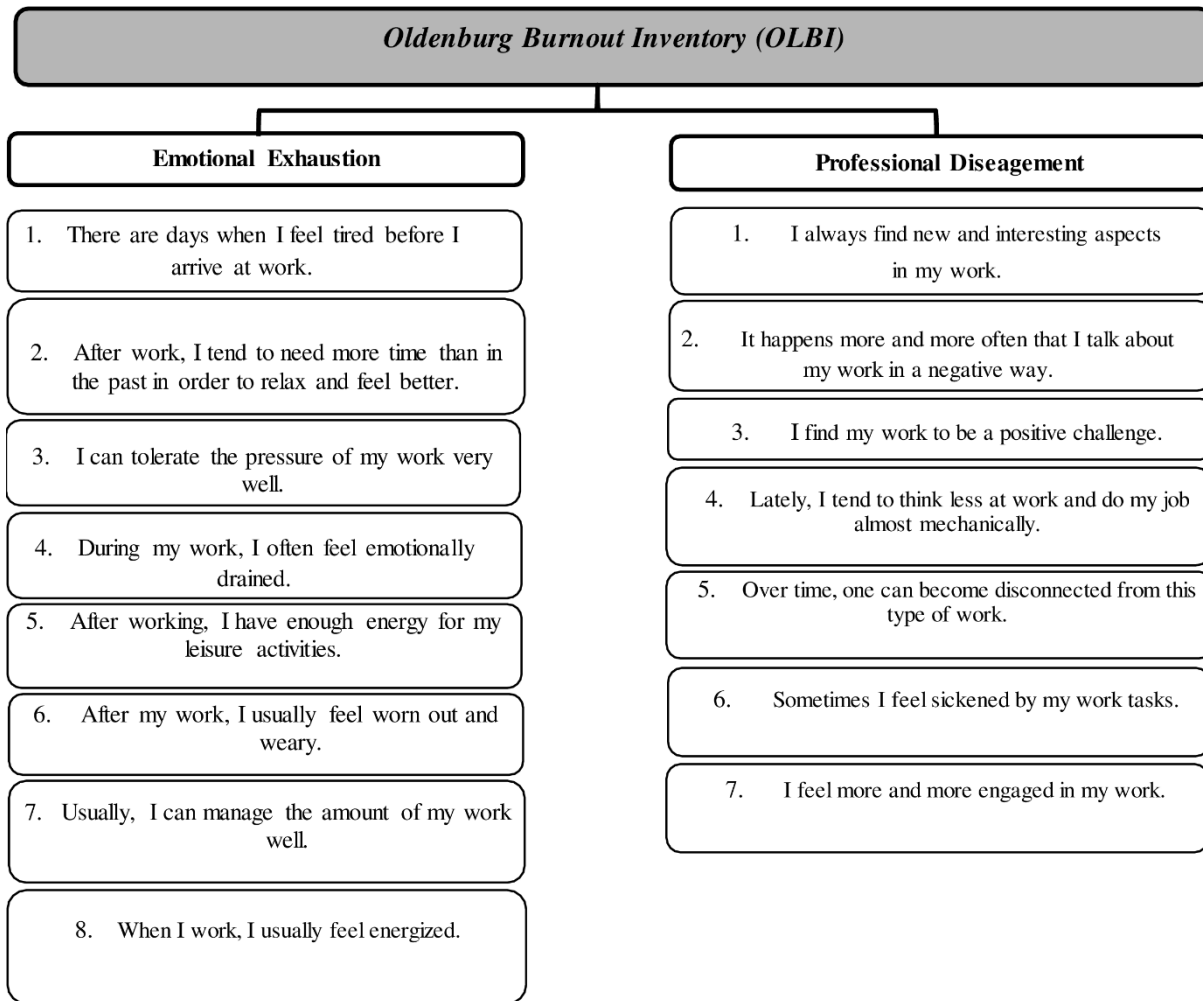 Oldenburg Burnout Inventory (OLBI)
Emotional Exhaustion
1. There are days when I feel tired before I
arrive at work.
2. After work, I tend to need more time than in
the past in order to relax and feel better.
3. I can tolerate the pressure of my work very
well.
4. During my work, I often feel emotionally
drained.
5. After working, I have enough energy for my
leisure activities.
6. After my work, I usually feel worn out and
weary.
7. Usually, I can manage the amount of my work
well.
8. When I work, I usually feel energized.
Professional Diseagement
1. I always find new and interesting aspects
in my work.
2. It happens more and more often that I talk about
my work in a negative way.
3. I find my work to be a positive challenge.
4. Lately, I tend to think less at work and do my job
almost mechanically.
5. Over time, one can become disconnected from this
type of work.
6. Sometimes I feel sickened by my work tasks.
7. I feel more and more engaged in my work.